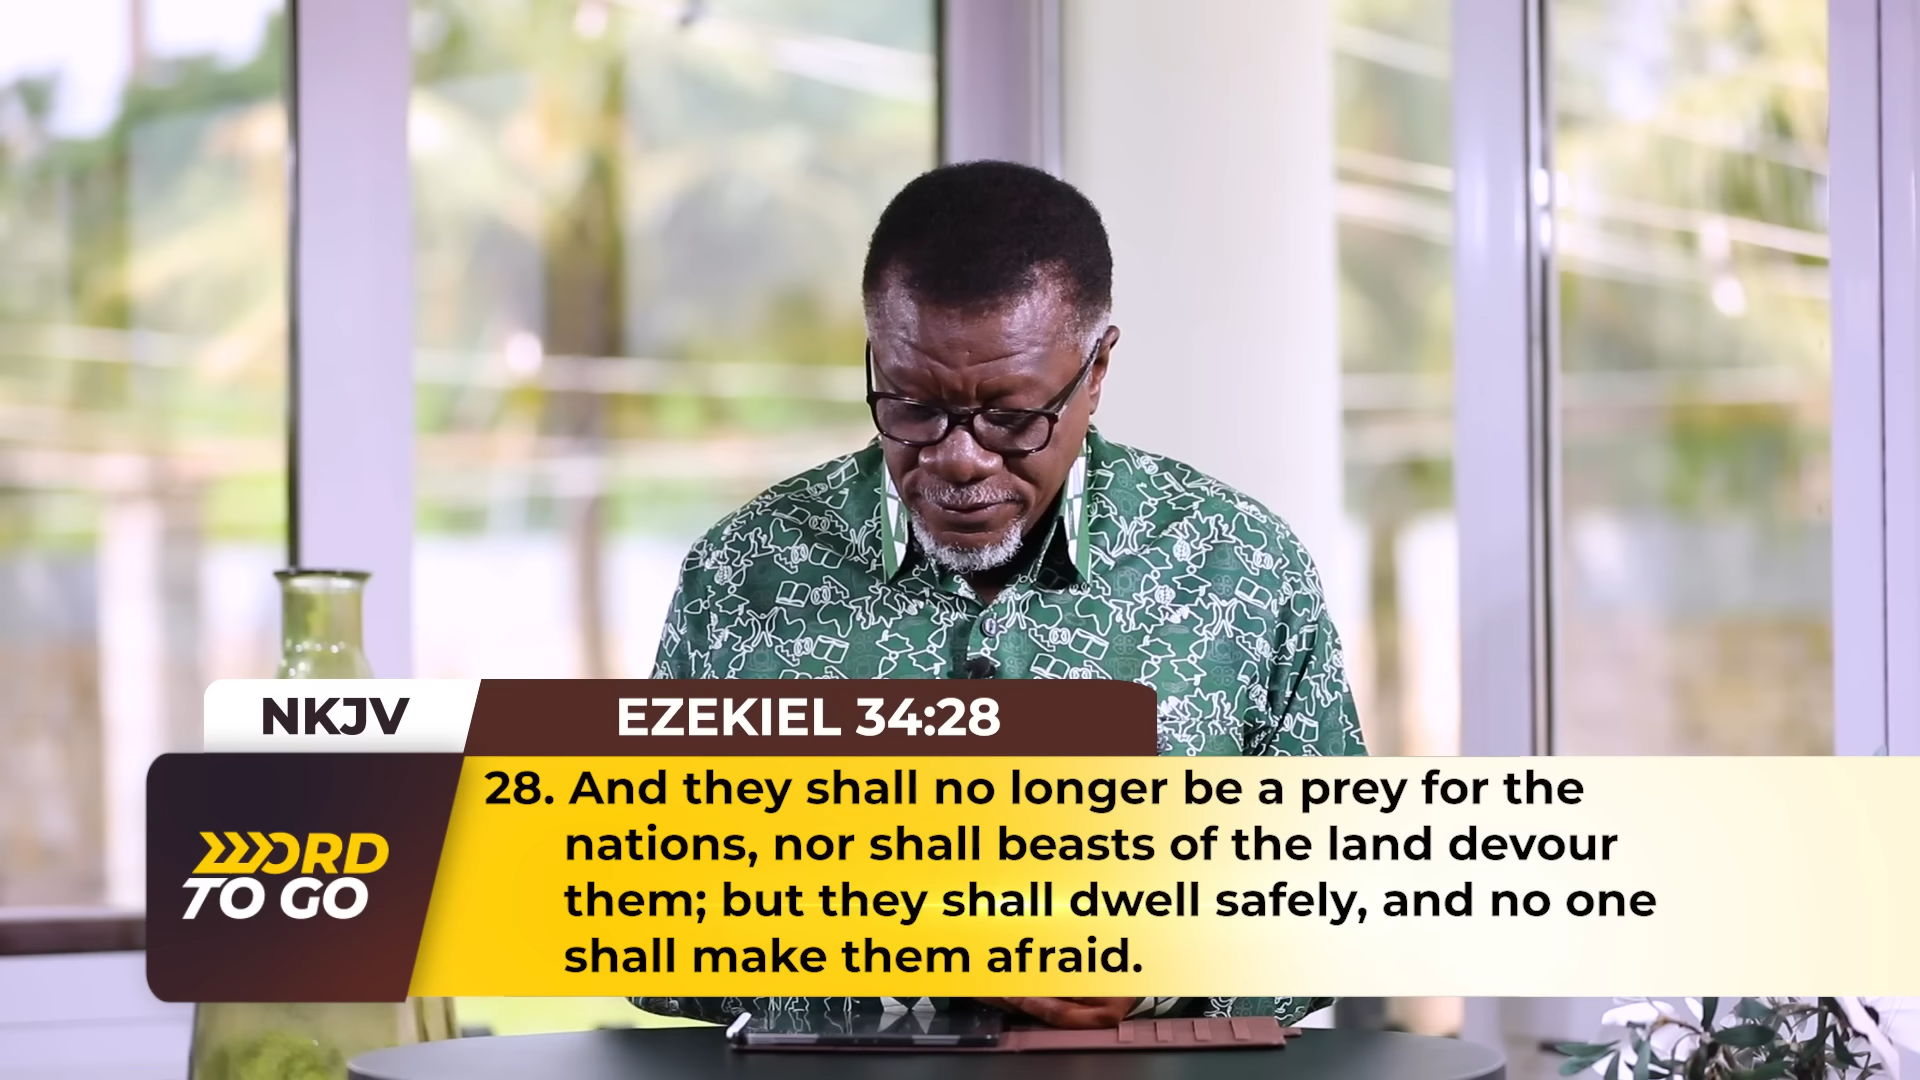 NKJV
EZEKIEL 34:28
WORD
TO GO
28. And they shall no longer be a prey for the
nations, nor shall beasts of the land devour
them; but they shall dwell safely, and no one
shall make them afraid.